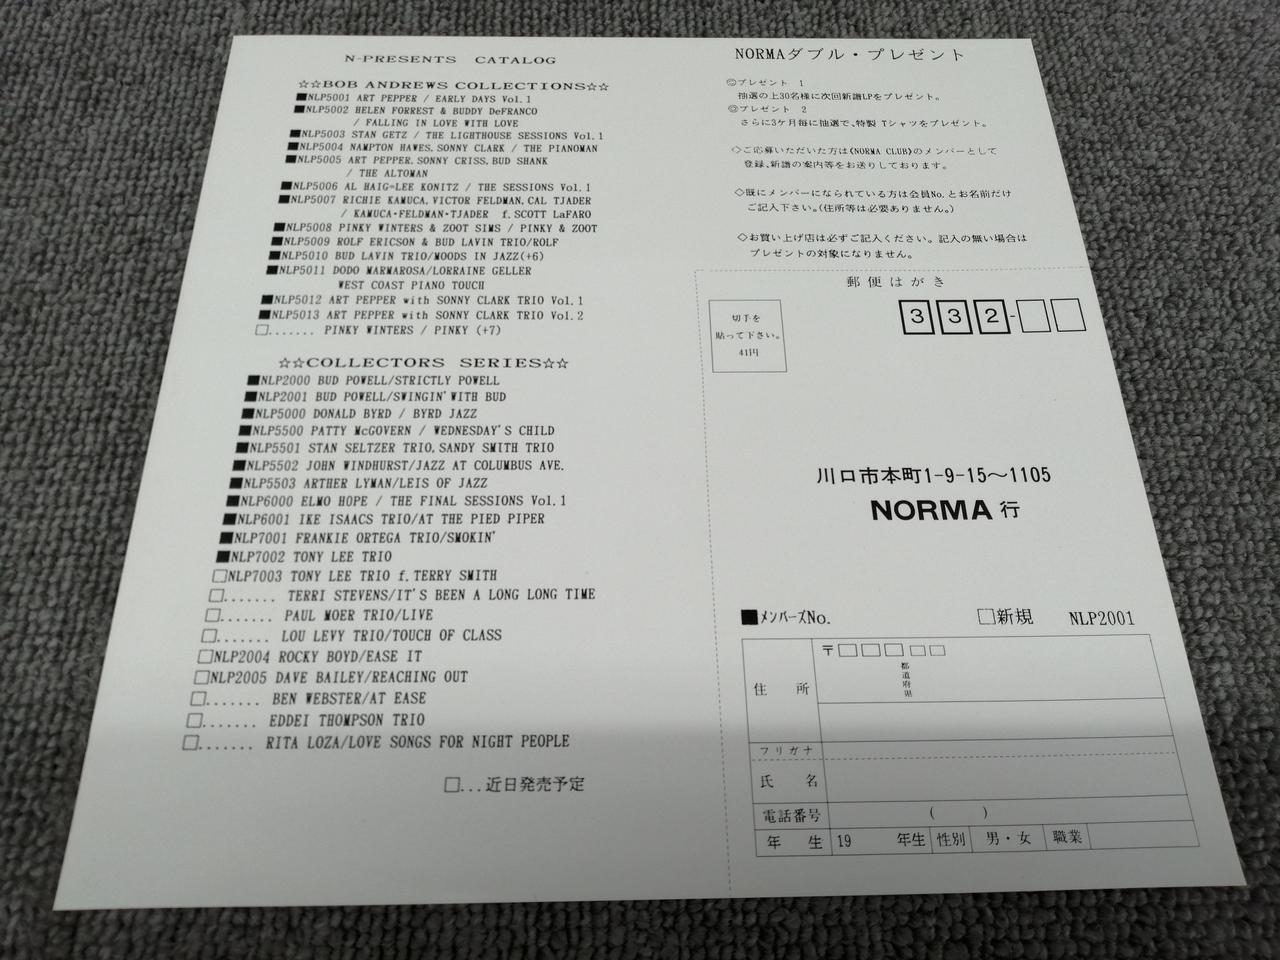 N-PRESENTS CATALOG
☆☆BOB ANDREWS COLLECTIONS☆☆
■NLP5001 ART PEPPER / EARLY DAYS Vol.1
■NLP5002 HELEN FORREST & BUDDY DeFRANCO
/ FALLING IN LOVE WITH LOVE
■NLP5003 STAN GETZ / THE LIGHTHOUSE SESSIONS Vol.1
■NLP5004 NAMPTON HAWES, SONNY CLARK / THE PIANOMAN
■NLP5005 ART PEPPER, SONNY CRISS, BUD SHANK
/ THE ALTOMAN
■NLP5006 AL HAIG=LEE KONITZ / THE SESSIONS Vol.1
■NLP5007 RICHIE KAMUCA, VICTOR FELDMAN, CAL TJADER
/ KAMUCA・FELDMAN・TJADER f. SCOTT LaFARO
■NLP5008 PINKY WINTERS & ZOOT SIMS / PINKY & ZOOT
■NLP5009 ROLF ERICSON & BUD LAVIN TRIO/ROLF
■NLP5010 BUD LAVIN TRIO/MOODS IN JAZZ(+6)
■NLP5011 DODO MARMAROSA/LORRAINE GELLER
WEST COAST PIANO TOUCH
■NLP5012 ART PEPPER with SONNY CLARK TRIO Vol.1
■NLP5013 ART PEPPER with SONNY CLARK TRIO Vol.2
□....... PINKY WINTERS / PINKY (+7)
☆☆COLLECTORS SERIES☆☆
■NLP2000 BUD POWELL/STRICTLY POWELL
■NLP2001 BUD POWELL/SWINGIN' WITH BUD
■NLP5000 DONALD BYRD / BYRD JAZZ
■NLP5500 PATTY McGOVERN / WEDNESDAY'S CHILD
■NLP5501 STAN SELTZER TRIO, SANDY SMITH TRIO
■NLP5502 JOHN WINDHURST/JAZZ AT COLUMBUS AVE.
■NLP5503 ARTHER LYMAN/LEIS OF JAZZ
■NLP6000 ELMO HOPE / THE FINAL SESSIONS Vol.1
■NLP6001 IKE ISAACS TRIO/AT THE PIED PIPER
■NLP7001 FRANKIE ORTEGA TRIO/SMOKIN'
■NLP7002 TONY LEE TRIO
□NLP7003 TONY LEE TRIO f. TERRY SMITH
□....... TERRI STEVENS/IT'S BEEN A LONG LONG TIME
□....... PAUL MOER TRIO/LIVE
□....... LOU LEVY TRIO/TOUCH OF CLASS
□NLP2004 ROCKY BOYD/EASE IT
□NLP2005 DAVE BAILEY/REACHING OUT
□....... BEN WEBSTER/AT EASE
□....... EDDEI THOMPSON TRIO
□....... RITA LOZA/LOVE SONGS FOR NIGHT PEOPLE
□...近日発売予定
NORMAダブル・プレゼント
◎プレゼント 1
抽選の上30名様に次回新譜LPをプレゼント。
◎プレゼント 2
さらに3ケ月毎に抽選で、特製 Tシャツをプレゼント。
◇ご応募いただいた方は《NORMA CLUB》のメンバーとして
登録、新譜の案内等をお送りしております。
◇既にメンバーになられている方は会員No.とお名前だけ
ご記入下さい。(住所等は必要ありません。)
◇お買い上げ店は必ずご記入ください。記入の無い場合は
プレゼントの対象になりません。
郵便はがき
切手を
貼って下さい。
41円
332-□□
川口市本町1-9-15〜1105
NORMA 行
■メンバーズNo. □新規 NLP2001
〒□□□ □□
都
道
府
県
住 所
フリガナ
氏 名
電話番号 ( )
年 生 19 年生 性別 男・女 職業